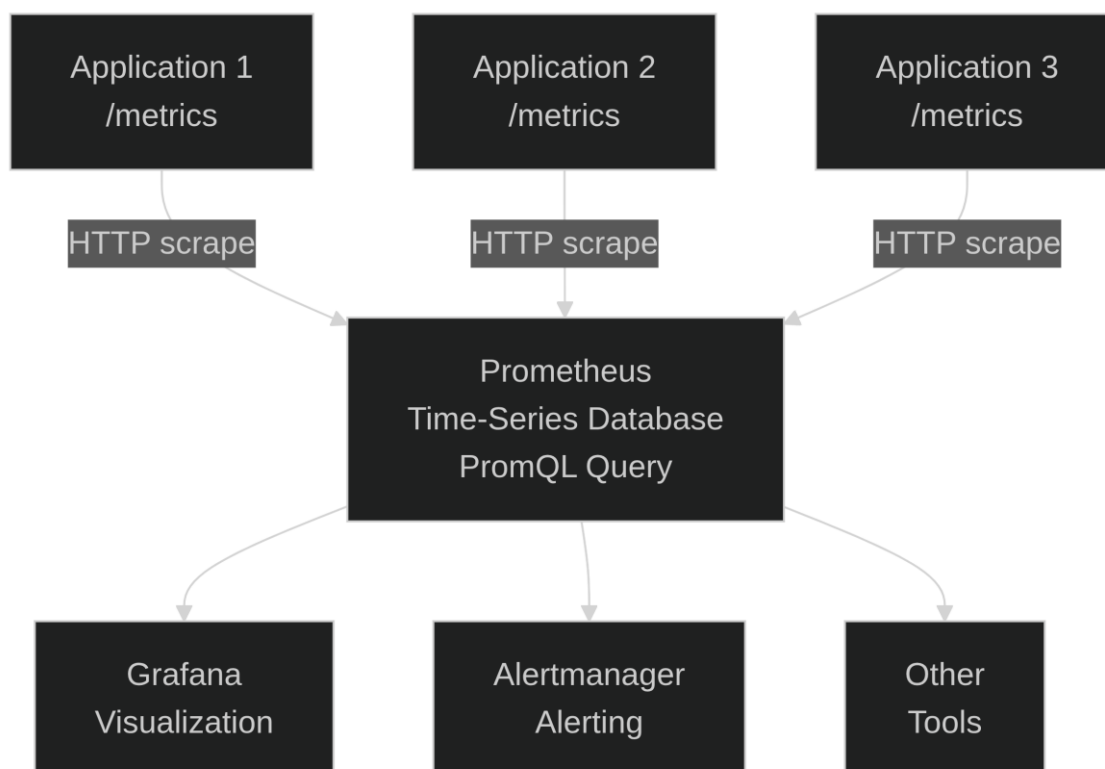 Application 1
/metrics
Application 2
/metrics
Application 3
/metrics
HTTP scrape
HTTP scrape
HTTP scrape
Prometheus
Time-Series Database
PromQL Query
Grafana
Visualization
Alertmanager
Alerting
Other
Tools